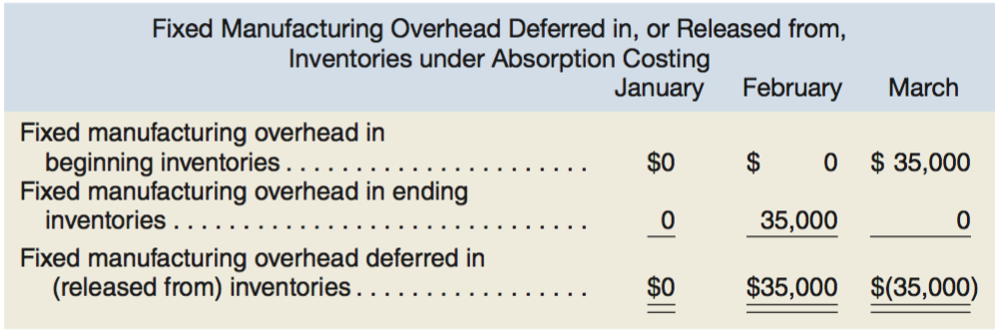 Fixed Manufacturing Overhead Deferred in, or Released from,
Inventories under Absorption Costing
January February March
Fixed manufacturing overhead in
beginning inventories . . . . . . . . . . . . . . . . . . . . . . $0 $ 0 $ 35,000
Fixed manufacturing overhead in ending
inventories . . . . . . . . . . . . . . . . . . . . . . . . . . . . . . 0 35,000 0
Fixed manufacturing overhead deferred in
(released from) inventories . . . . . . . . . . . . . . . . . $0 $35,000 $(35,000)